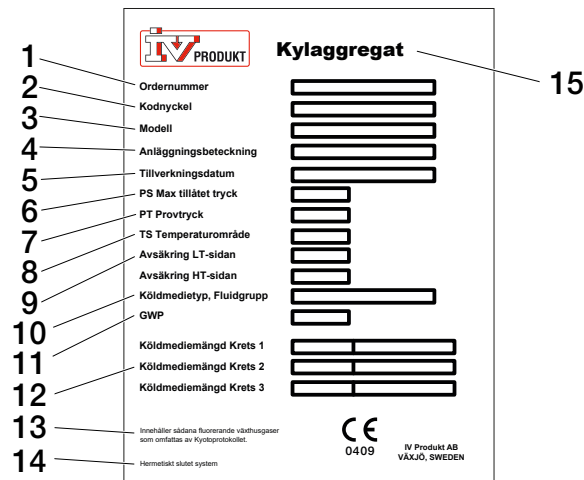 IV PRODUKT
Kylaggregat
15
1 Ordernummer
2 Kodnyckel
3 Modell
4 Anläggningsbeteckning
5 Tillverkningsdatum
6 PS Max tillåtet tryck
7 PT Provtryck
8 TS Temperaturområde
9 Avsäkring LT-sidan
Avsäkring HT-sidan
10 Köldmedietyp, Fluidgrupp
11 GWP
Köldmediemängd Krets 1
12 Köldmediemängd Krets 2
Köldmediemängd Krets 3
13 Innehåller sådana fluorerande växthusgaser
som omfattas av Kyotoprotokollet.
14 Hermetiskt slutet system
CE
0409
IV Produkt AB
VÄXJÖ, SWEDEN